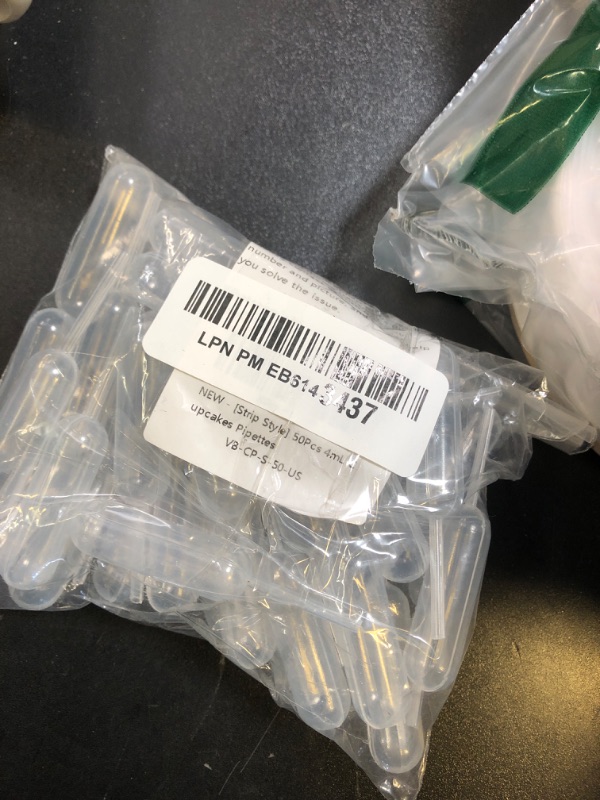 number and
you solve the issue.
LPN PM EB6143437
NEW - [Strip Style] 50Pcs 4mL
upcakes Pipettes
VB-CP-S-50-US